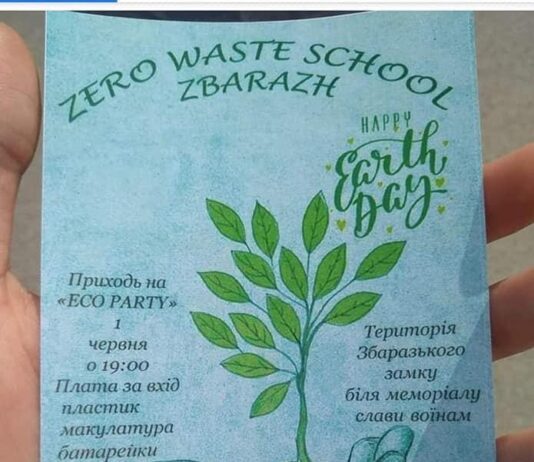 ZERO WASTE SCHOOL
ZBARAZH
HAPPY
Earth
Day
Приходь на
«ECO PARTY»
1
червня
о 19:00
Плата за вхід
пластик
макулатура
батарейки
Територія
Збаразького
замку
біля меморіалу
слави воїнам